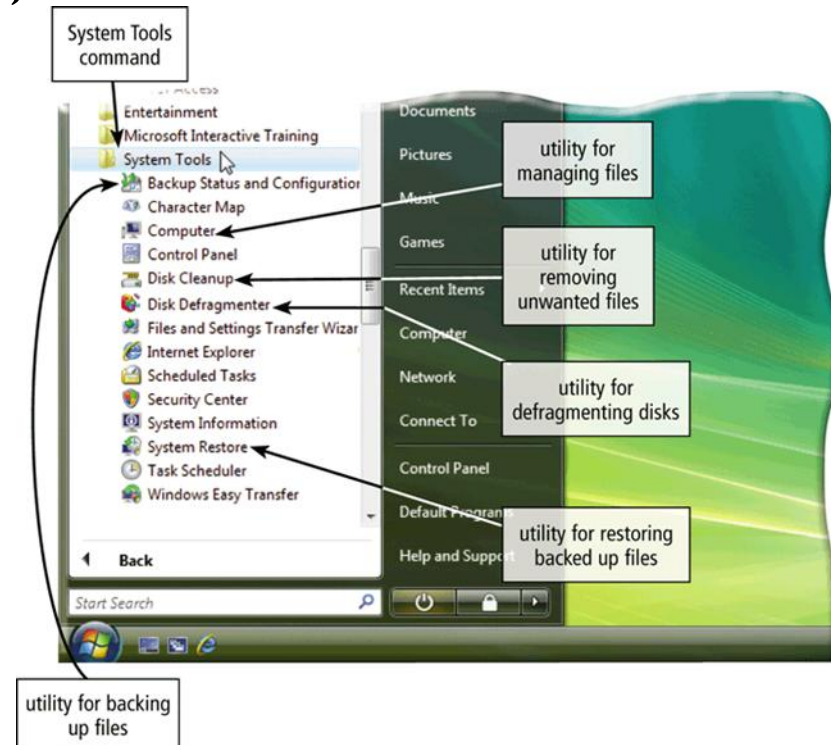 System Tools
command
Entertainment
Microsoft Interactive Training
System Tools
Backup Status and Configuration
Character Map
Computer
Control Panel
Disk Cleanup
Disk Defragmenter
Files and Settings Transfer Wizar
Internet Explorer
Scheduled Tasks
Security Center
System Information
System Restore
Task Scheduler
Windows Easy Transfer
Back
Start Search
Documents
Pictures
Music
Games
Recent Items
Computer
Network
Connect To
Control Panel
Default Programs
Help and Support
utility for
managing files
utility for
removing
unwanted files
utility for
defragmenting disks
utility for restoring
backed up files
utility for backing
up files